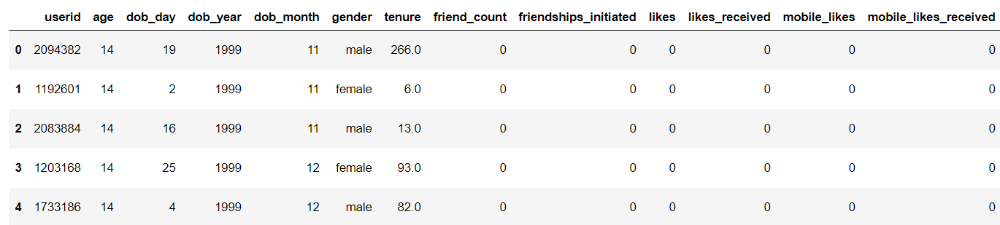 userid age dob_day dob_year dob_month gender tenure friend_count friendships_initiated likes likes_received mobile_likes mobile_likes_received
0 2094382 14 19 1999 11 male 266.0 0 0 0 0 0 0
1 1192601 14 2 1999 11 female 6.0 0 0 0 0 0 0
2 2083884 14 16 1999 11 male 13.0 0 0 0 0 0 0
3 1203168 14 25 1999 12 female 93.0 0 0 0 0 0 0
4 1733186 14 4 1999 12 male 82.0 0 0 0 0 0 0